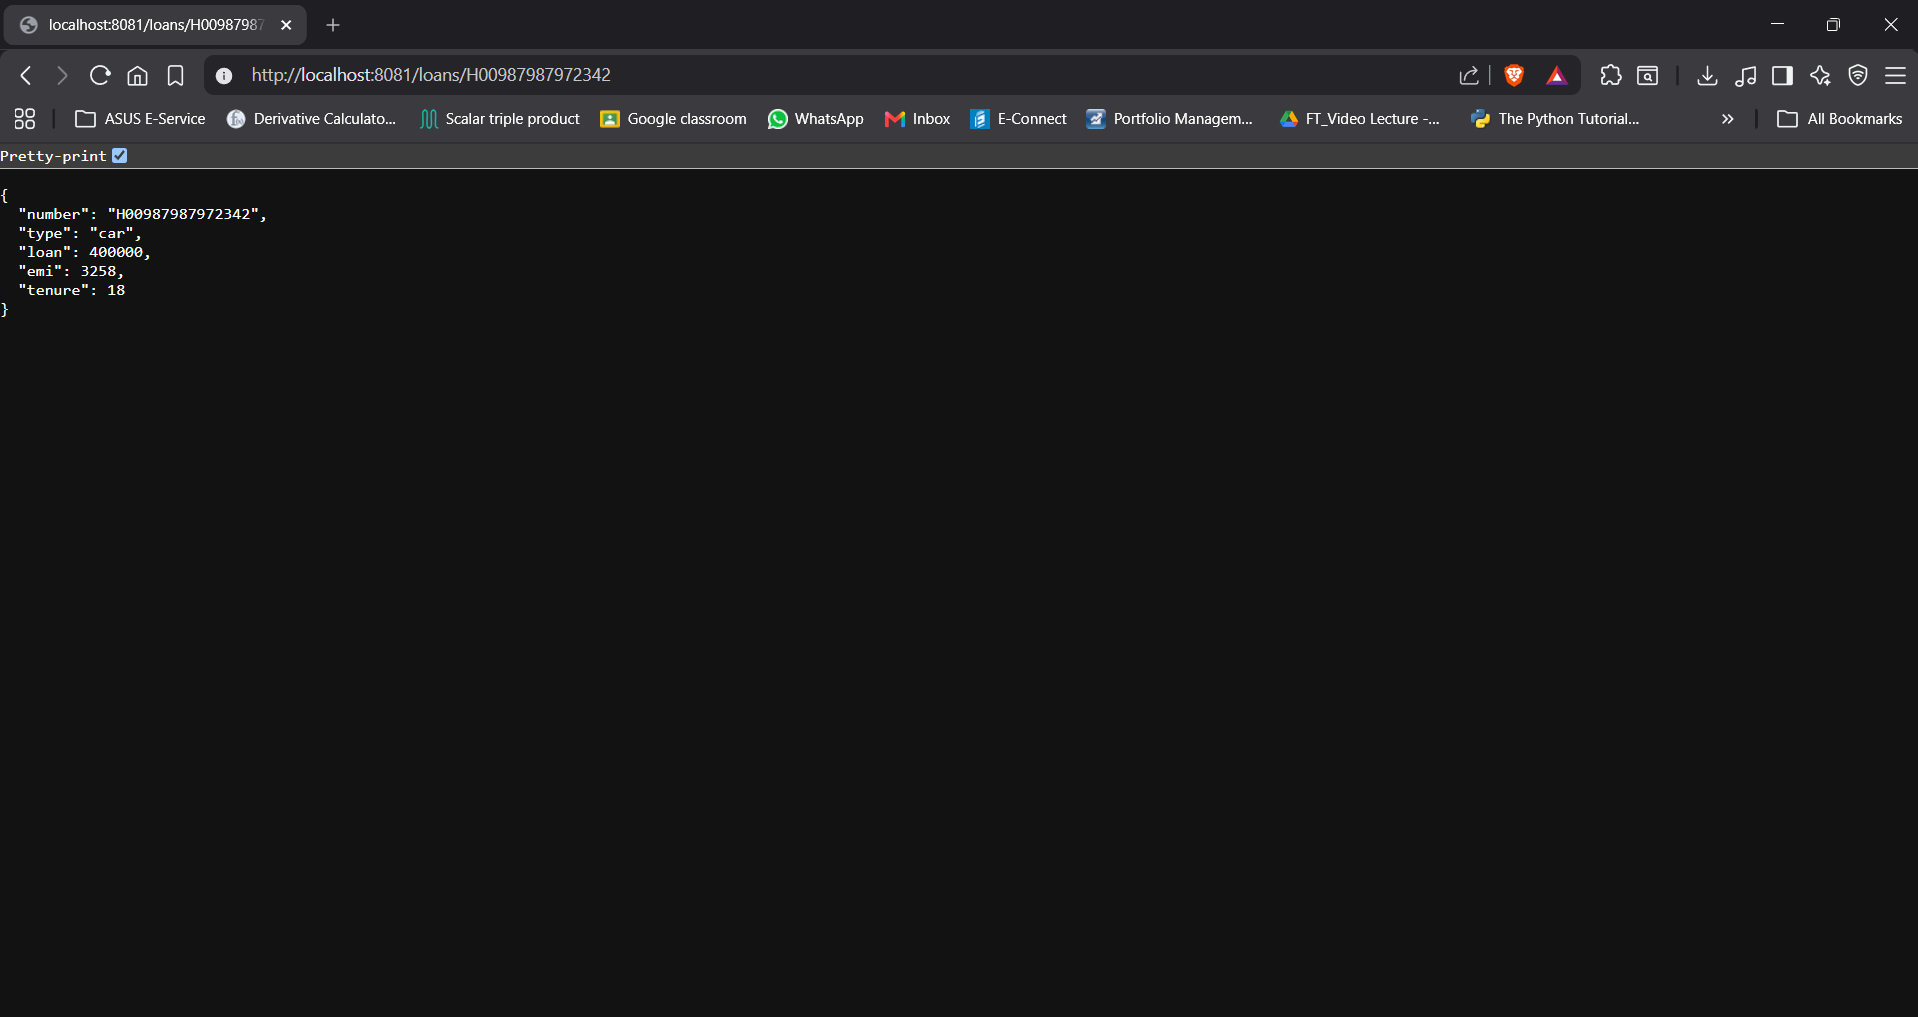 localhost:8081/loans/H00987987
http://localhost:8081/loans/H00987987972342
ASUS E-Service Derivative Calculato... Scalar triple product Google classroom WhatsApp Inbox E-Connect Portfolio Managem... FT_Video Lecture -... The Python Tutorial... » All Bookmarks
Pretty-print
{
"number": "H00987987972342",
"type": "car",
"loan": 400000,
"emi": 3258,
"tenure": 18
}